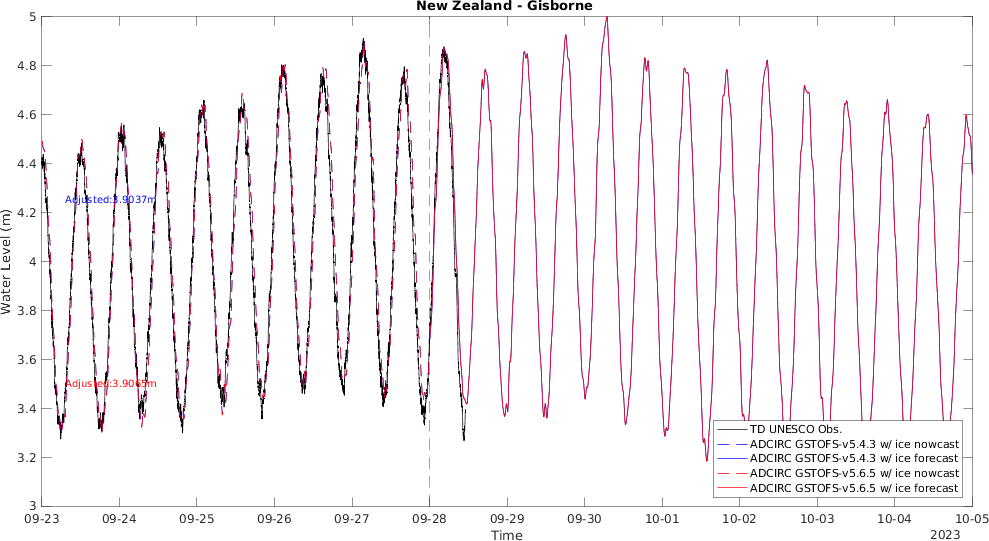 New Zealand - Gisborne
5
4.8
4.6
4.4
4.2
4
3.8
3.6
3.4
3.2
3
Water Level (m)
Adjusted:3.9037m
Adjusted:3.9065m
TD UNESCO Obs.
ADCIRC GSTOFS-v5.4.3 w/ ice nowcast
ADCIRC GSTOFS-v5.4.3 w/ ice forecast
ADCIRC GSTOFS-v5.6.5 w/ ice nowcast
ADCIRC GSTOFS-v5.6.5 w/ ice forecast
09-23 09-24 09-25 09-26 09-27 09-28 09-29 09-30 10-01 10-02 10-03 10-04 10-05
Time
2023